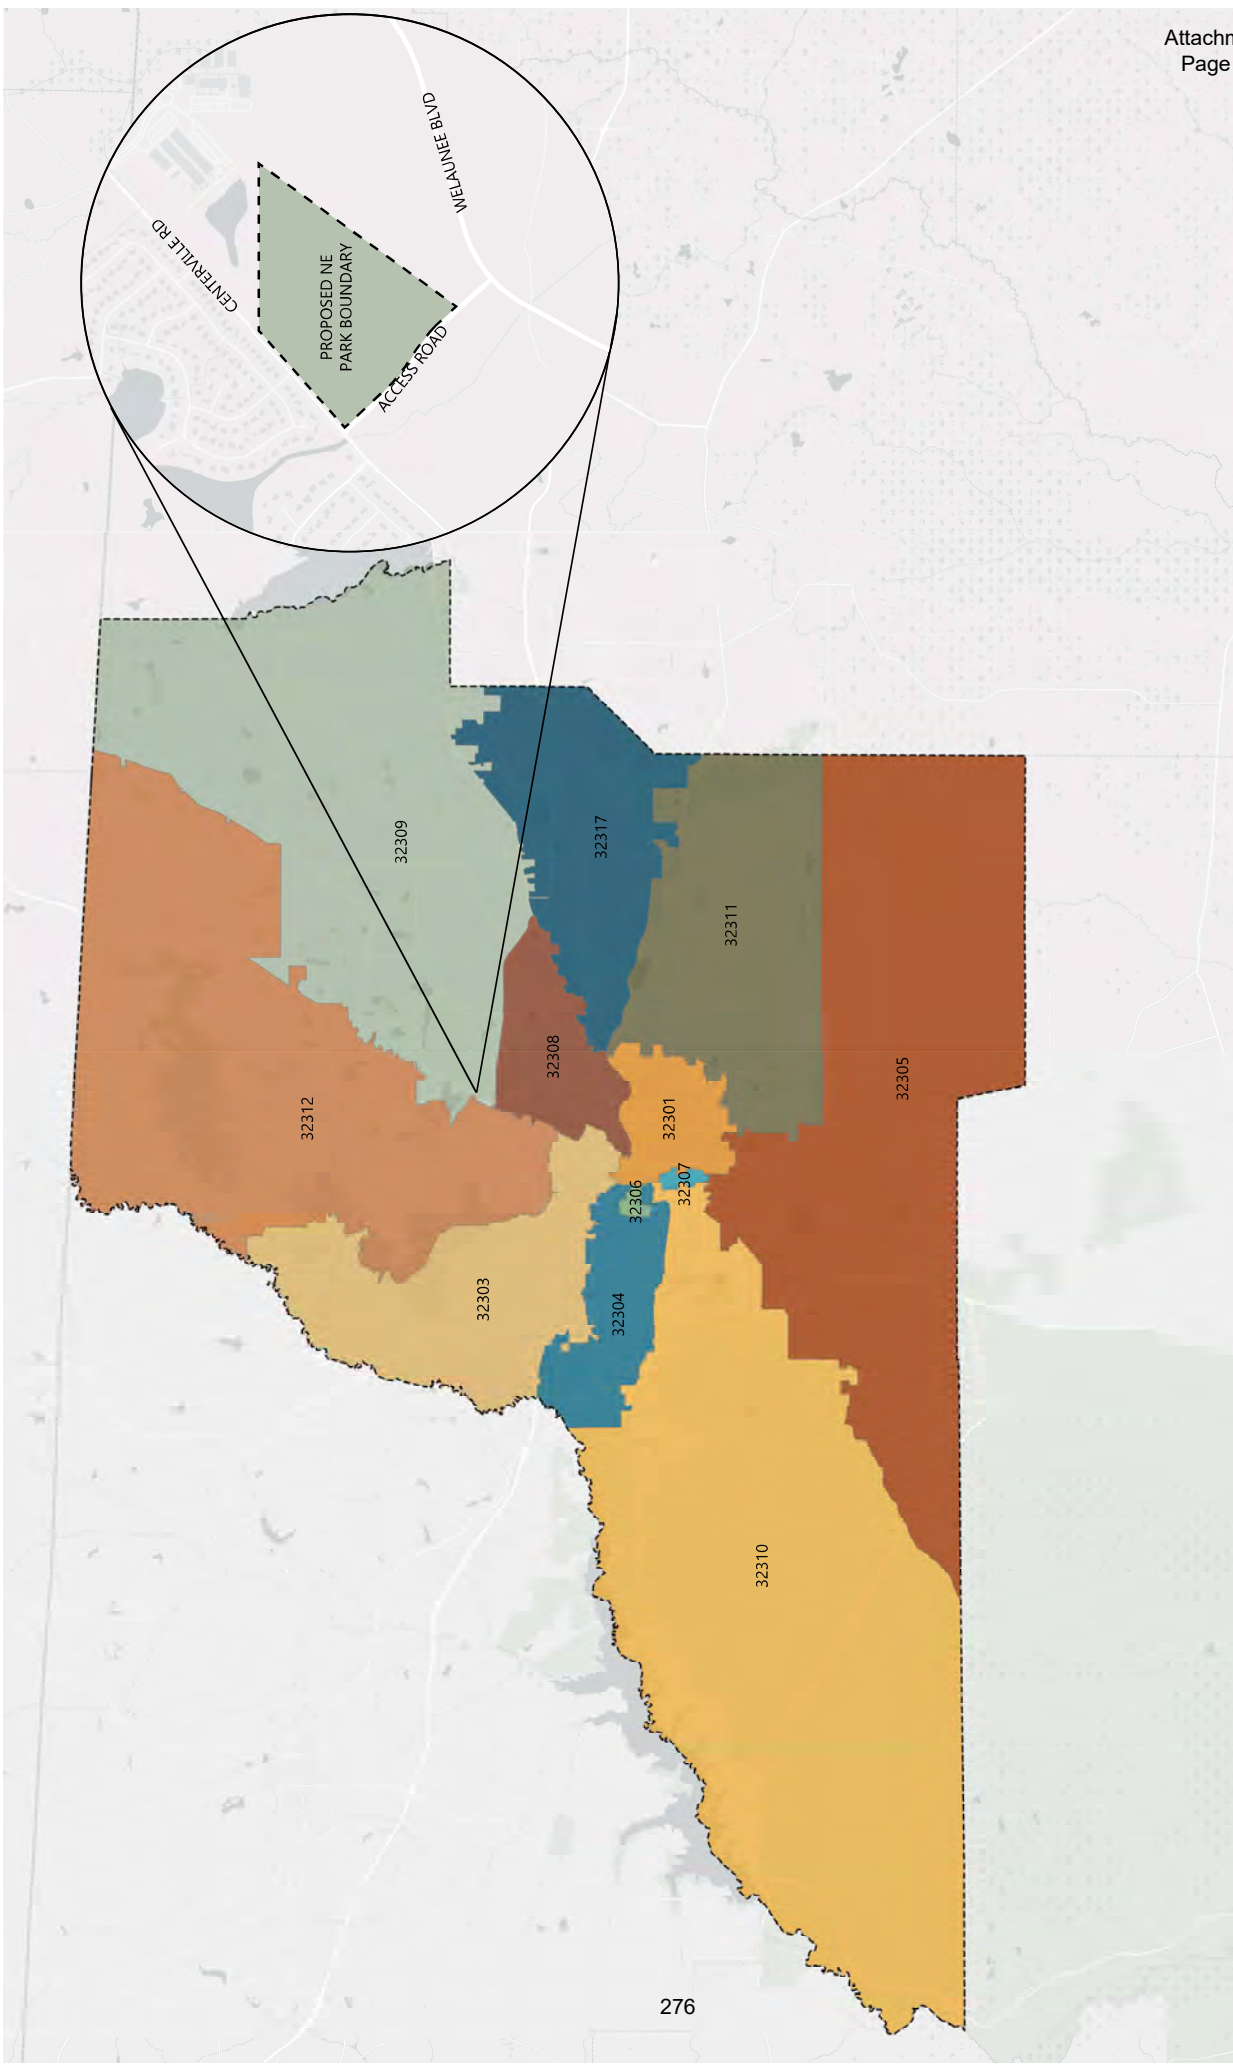 Attachm
Page
WELAUNEE BLVD
CENTERVILLE RD
PROPOSED NE
PARK BOUNDARY
ACCESS ROAD
32309
32317
32311
32308
32305
32312
32301
32307
32306
32303
32304
32310
276